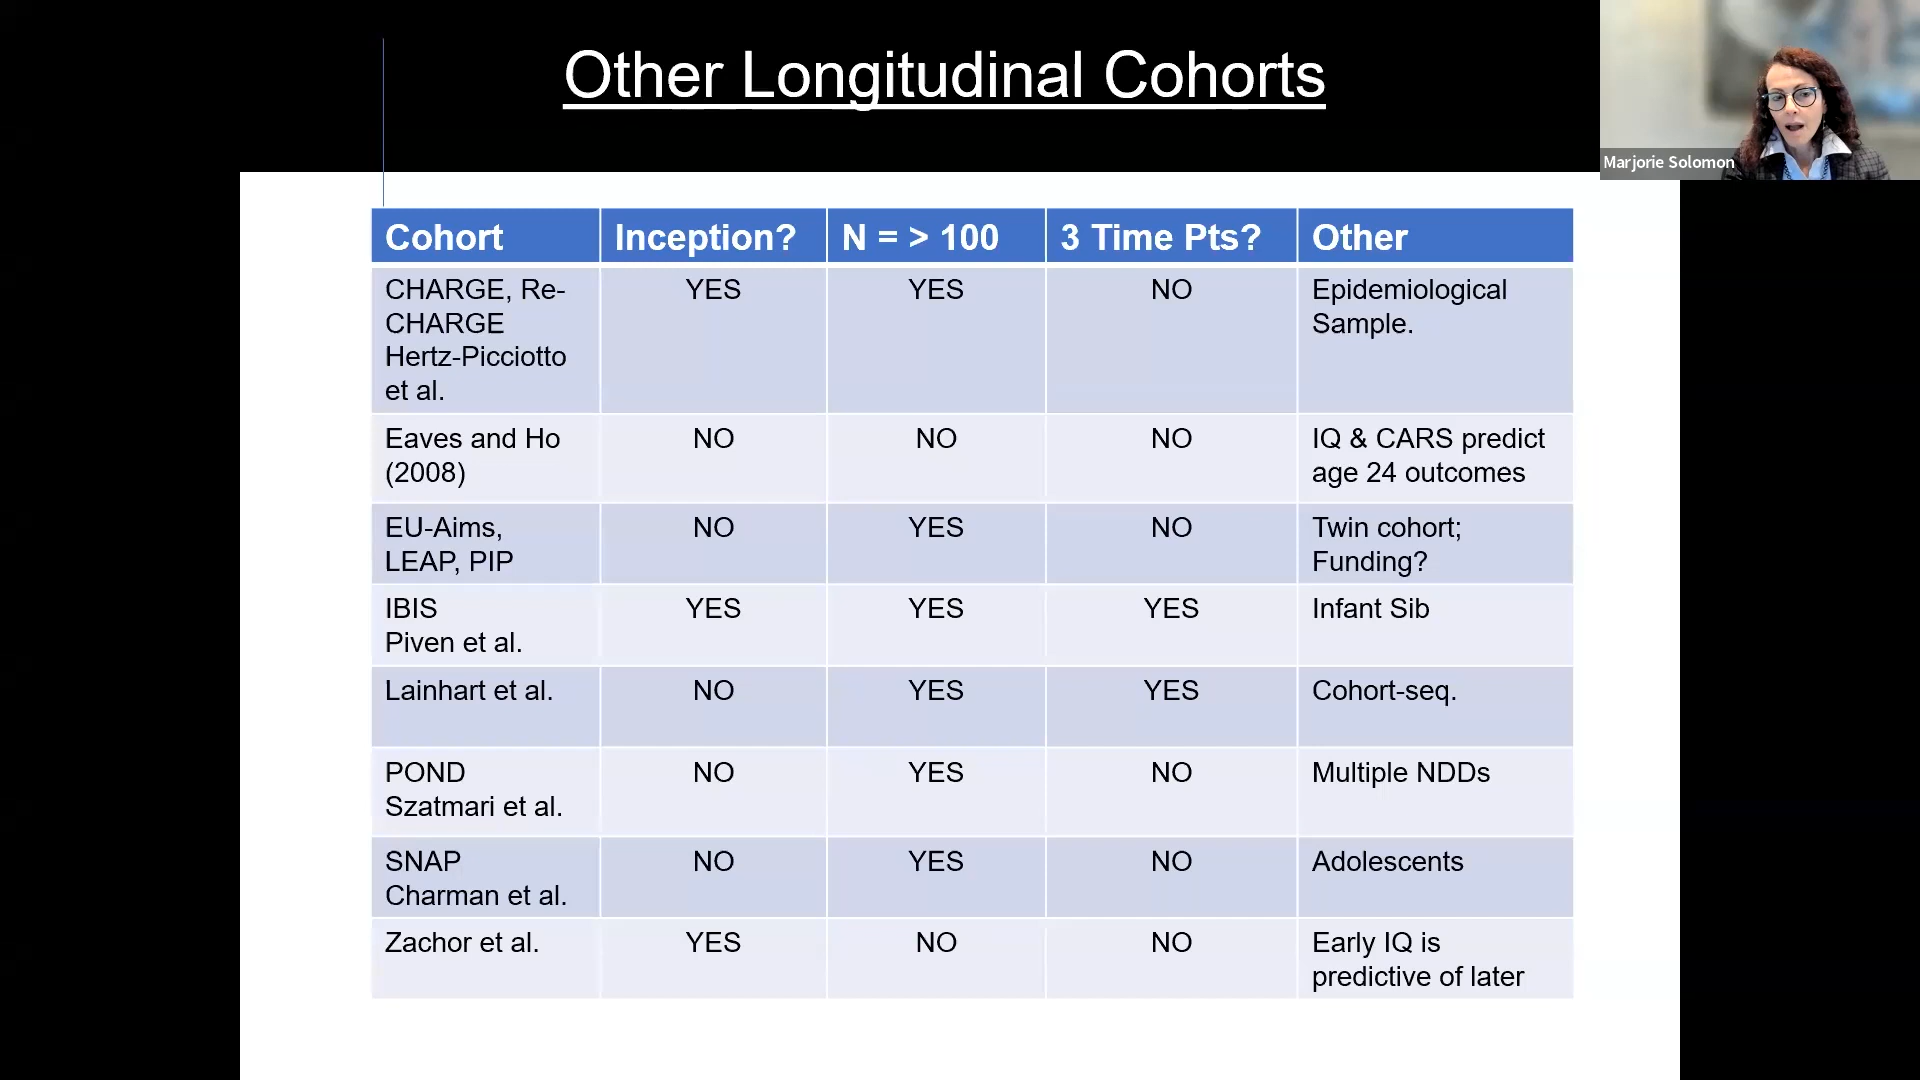 Other Longitudinal Cohorts
Marjorie Solomon
Cohort Inception? N = > 100 3 Time Pts? Other
CHARGE, Re- YES YES NO Epidemiological
CHARGE Sample.
Hertz-Picciotto
et al.
Eaves and Ho NO NO NO IQ & CARS predict
(2008) age 24 outcomes
EU-Aims, NO YES NO Twin cohort;
LEAP, PIP Funding?
IBIS YES YES YES Infant Sib
Piven et al.
Lainhart et al. NO YES YES Cohort-seq.
POND NO YES NO Multiple NDDs
Szatmari et al.
SNAP NO YES NO Adolescents
Charman et al.
Zachor et al. YES NO NO Early IQ is
predictive of later